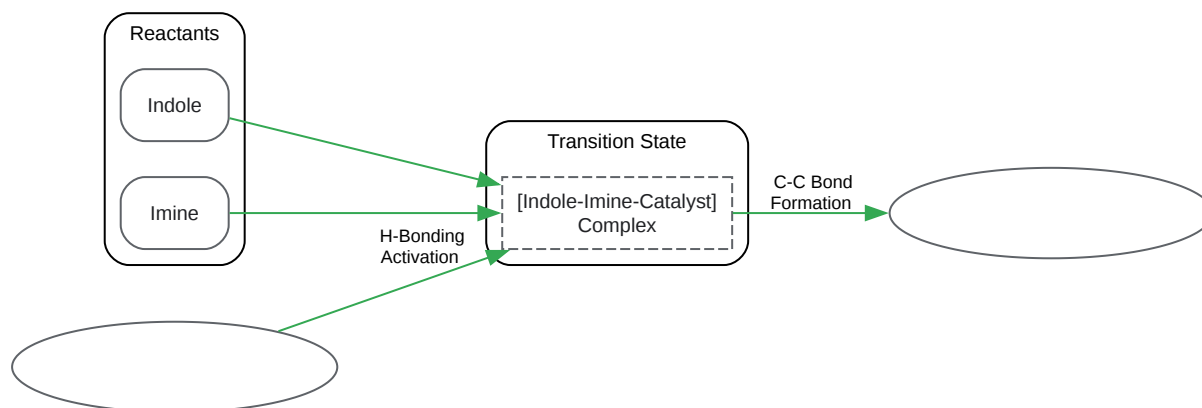 Reactants
Indole
Imine
Transition State
[Indole-Imine-Catalyst]
Complex
H-Bonding
Activation
C-C Bond
Formation